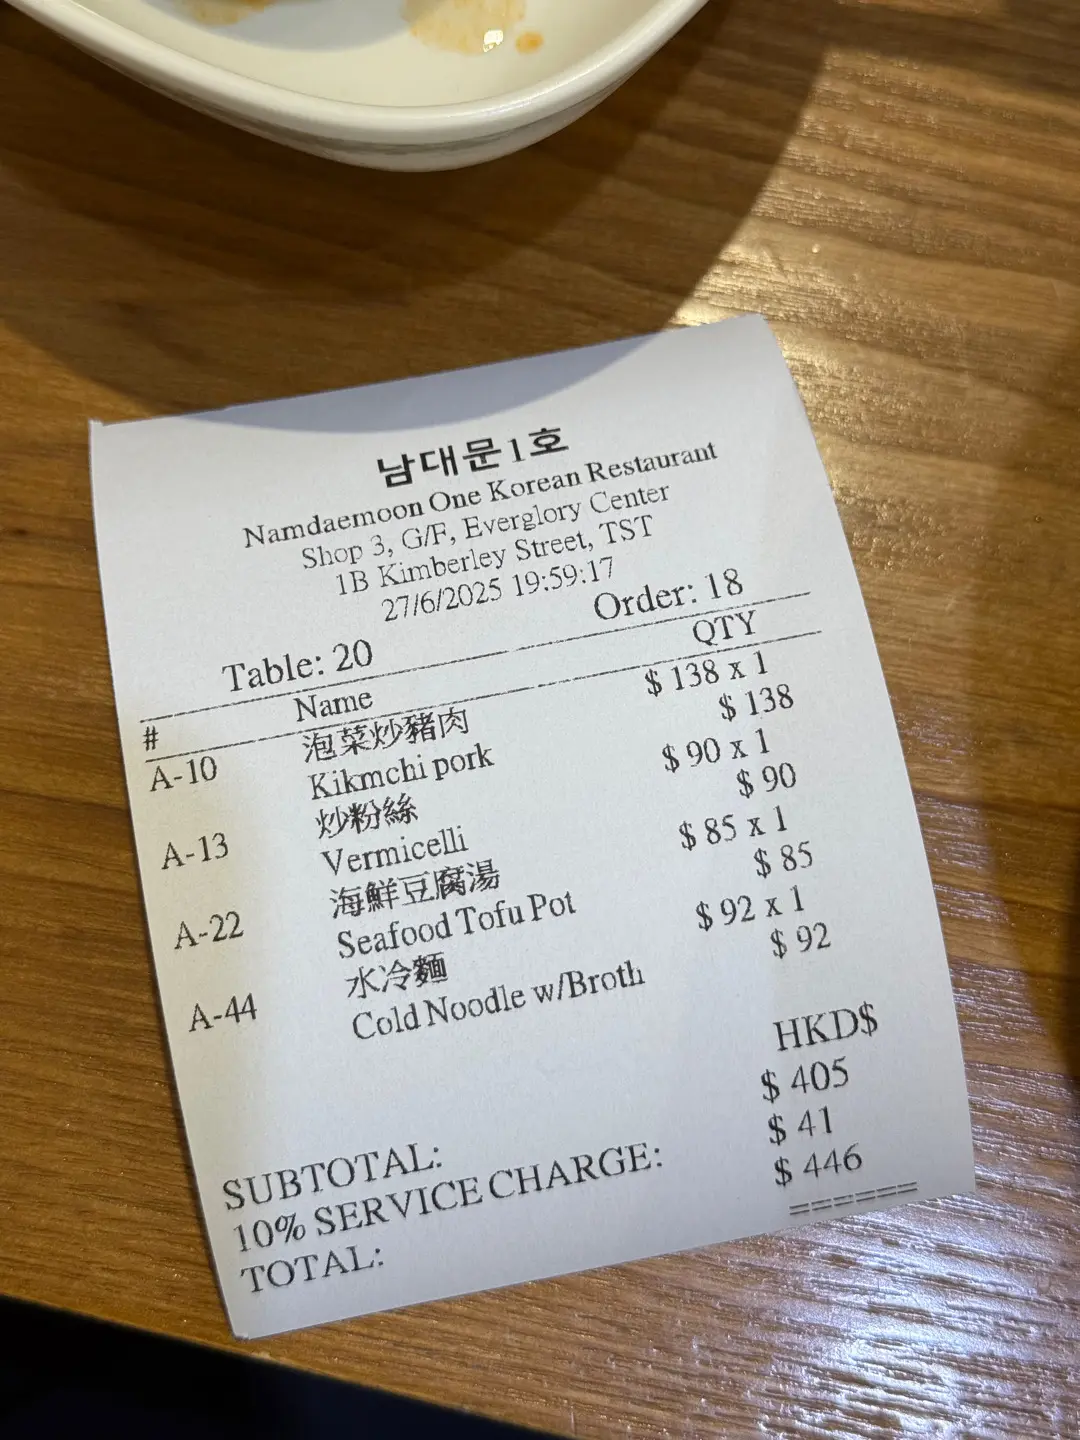 남대문1호
Namdaemoon One Korean Restaurant
Shop 3, G/F, Everglory Center
1B Kimberley Street, TST
27/6/2025 19:59:17
Table: 20 Order: 18
# Name QTY
A-10 泡菜炒豬肉 $ 138 x 1
Kikmchi pork $ 138
A-13 炒粉絲 $ 90 x 1
Vermicelli $ 90
A-22 海鮮豆腐湯 $ 85 x 1
Seafood Tofu Pot $ 85
A-44 水冷麵 $ 92 x 1
Cold Noodle w/Broth $ 92
HKD$
SUBTOTAL: $ 405
10% SERVICE CHARGE: $ 41
TOTAL: $ 446
======